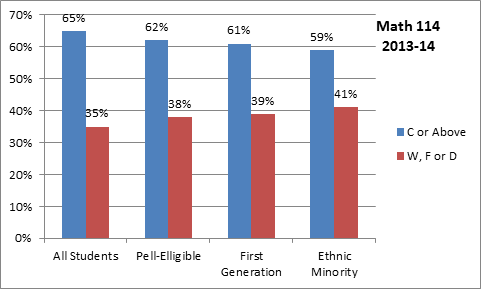 Math 114
2013-14
70%
60%
50%
40%
30%
20%
10%
0%
65%
35%
62%
38%
61%
39%
59%
41%
All Students
Pell-Elligible
First
Generation
Ethnic
Minority
C or Above
W, F or D